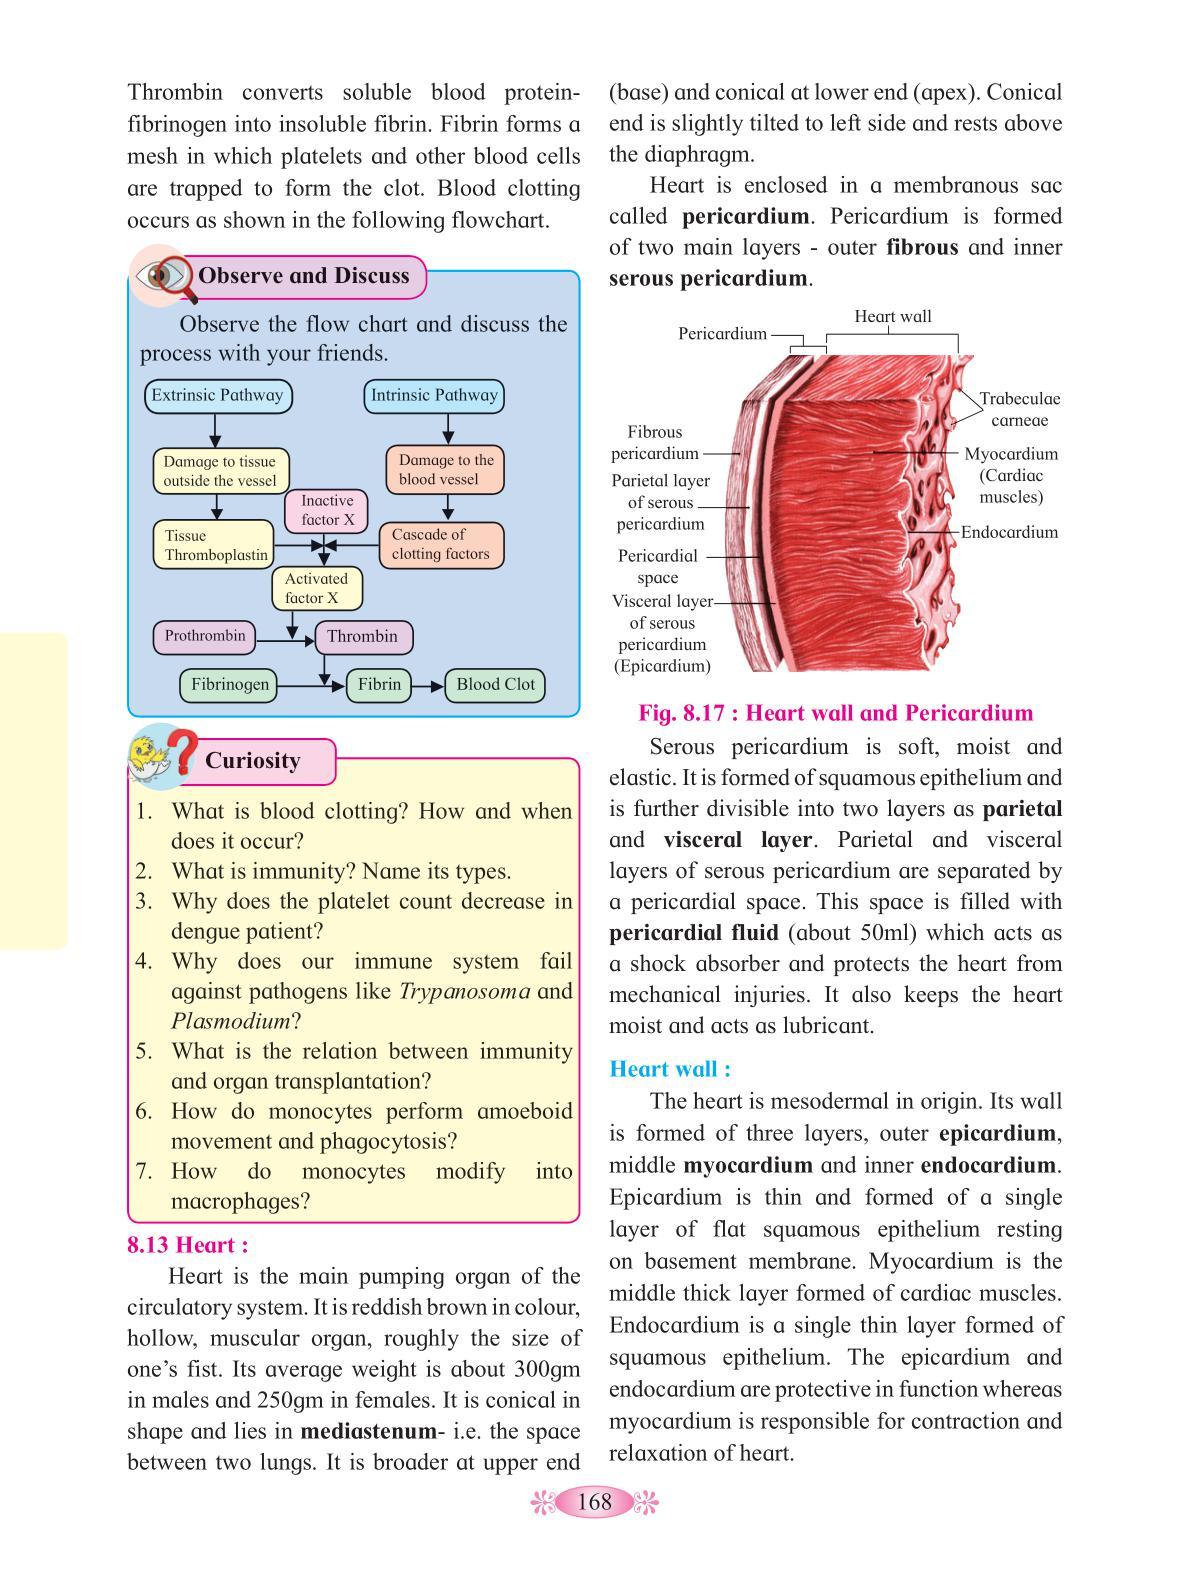 Thrombin converts soluble blood protein-
fibrinogen into insoluble fibrin. Fibrin forms a
mesh in which platelets and other blood cells
are trapped to form the clot. Blood clotting
occurs as shown in the following flowchart.
Observe and Discuss
Observe the flow chart and discuss the
process with your friends.
Extrinsic Pathway
Intrinsic Pathway
Damage to tissue
outside the vessel
Damage to the
blood vessel
Inactive
factor X
Tissue
Thromboplastin
Cascade of
clotting factors
Activated
factor X
Prothrombin
Thrombin
Fibrinogen
Fibrin
Blood Clot
Curiosity
1. What is blood clotting? How and when
does it occur?
2. What is immunity? Name its types.
3. Why does the platelet count decrease in
dengue patient?
4. Why does our immune system fail
against pathogens like Trypanosoma and
Plasmodium?
5. What is the relation between immunity
and organ transplantation?
6. How do monocytes perform amoeboid
movement and phagocytosis?
7. How do monocytes modify into
macrophages?
8.13 Heart :
Heart is the main pumping organ of the
circulatory system. It is reddish brown in colour,
hollow, muscular organ, roughly the size of
one’s fist. Its average weight is about 300gm
in males and 250gm in females. It is conical in
shape and lies in mediastenum- i.e. the space
between two lungs. It is broader at upper end
(base) and conical at lower end (apex). Conical
end is slightly tilted to left side and rests above
the diaphragm.
Heart is enclosed in a membranous sac
called pericardium. Pericardium is formed
of two main layers - outer fibrous and inner
serous pericardium.
Heart wall
Pericardium
Trabeculae
carneae
Fibrous
pericardium
Myocardium
(Cardiac
muscles)
Parietal layer
of serous
pericardium
Endocardium
Pericardial
space
Visceral layer
of serous
pericardium
(Epicardium)
Fig. 8.17 : Heart wall and Pericardium
Serous pericardium is soft, moist and
elastic. It is formed of squamous epithelium and
is further divisible into two layers as parietal
and visceral layer. Parietal and visceral
layers of serous pericardium are separated by
a pericardial space. This space is filled with
pericardial fluid (about 50ml) which acts as
a shock absorber and protects the heart from
mechanical injuries. It also keeps the heart
moist and acts as lubricant.
Heart wall :
The heart is mesodermal in origin. Its wall
is formed of three layers, outer epicardium,
middle myocardium and inner endocardium.
Epicardium is thin and formed of a single
layer of flat squamous epithelium resting
on basement membrane. Myocardium is the
middle thick layer formed of cardiac muscles.
Endocardium is a single thin layer formed of
squamous epithelium. The epicardium and
endocardium are protective in function whereas
myocardium is responsible for contraction and
relaxation of heart.
168